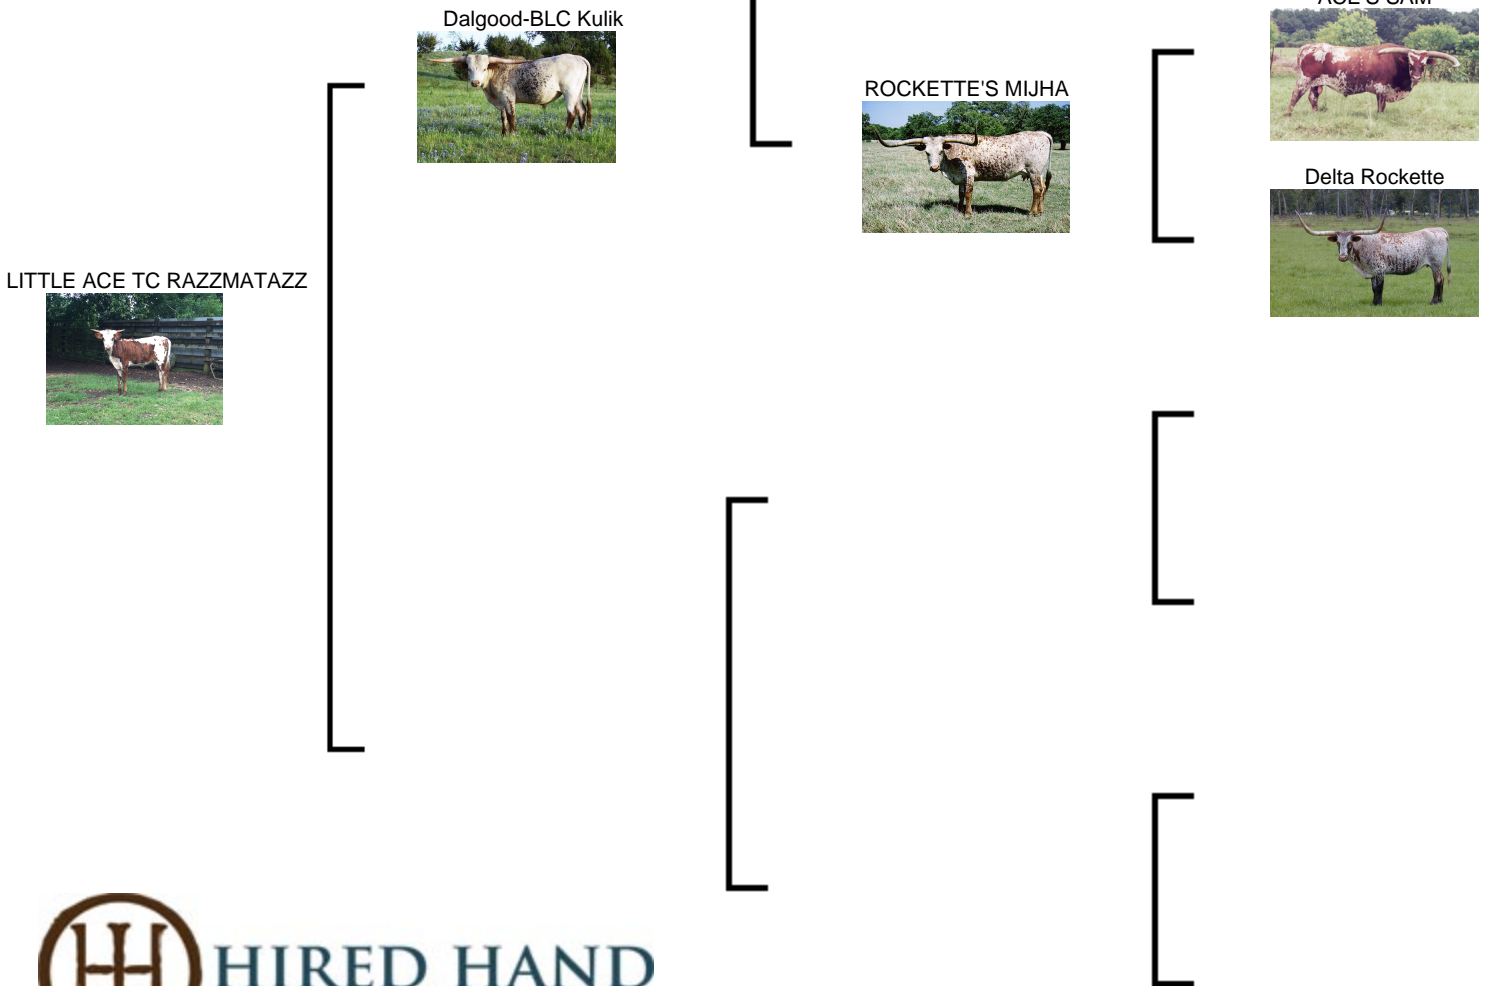 Dalgood-BLC Kulik
ROCKETTE'S MIJHA
Delta Rockette
LITTLE ACE TC RAZZMATAZZ
HIRED HAND